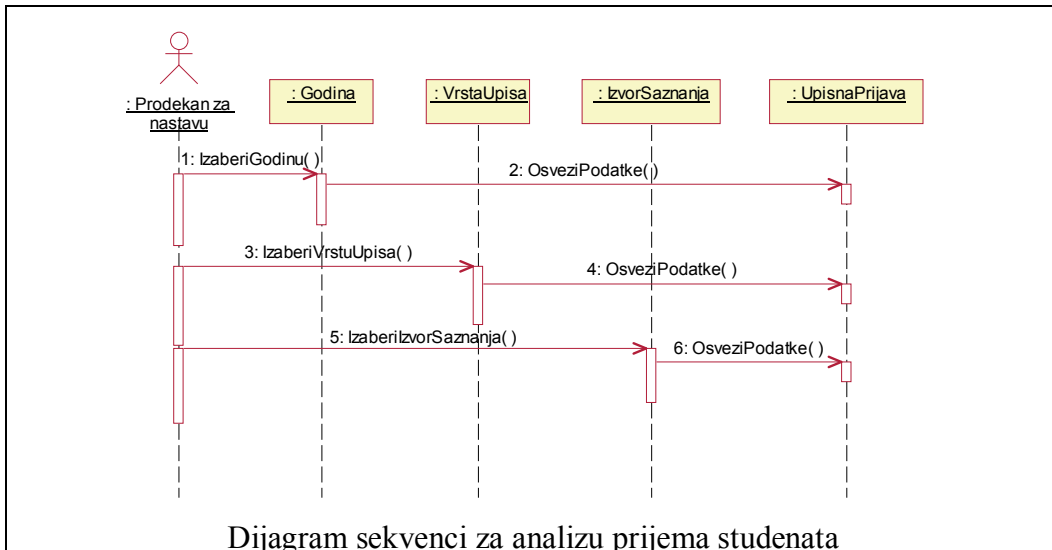 : Prodekan za
nastavu
: Godina
: VrstaUpisa
: IzvorSaznanja
: UpisnaPrijava
1: IzaberiGodinu( )
2: OsveziPodatke( )
3: IzaberiVrstuUpisa( )
4: OsveziPodatke( )
5: IzaberiIzvorSaznanja( )
6: OsveziPodatke( )
Dijagram sekvenci za analizu prijema studenata